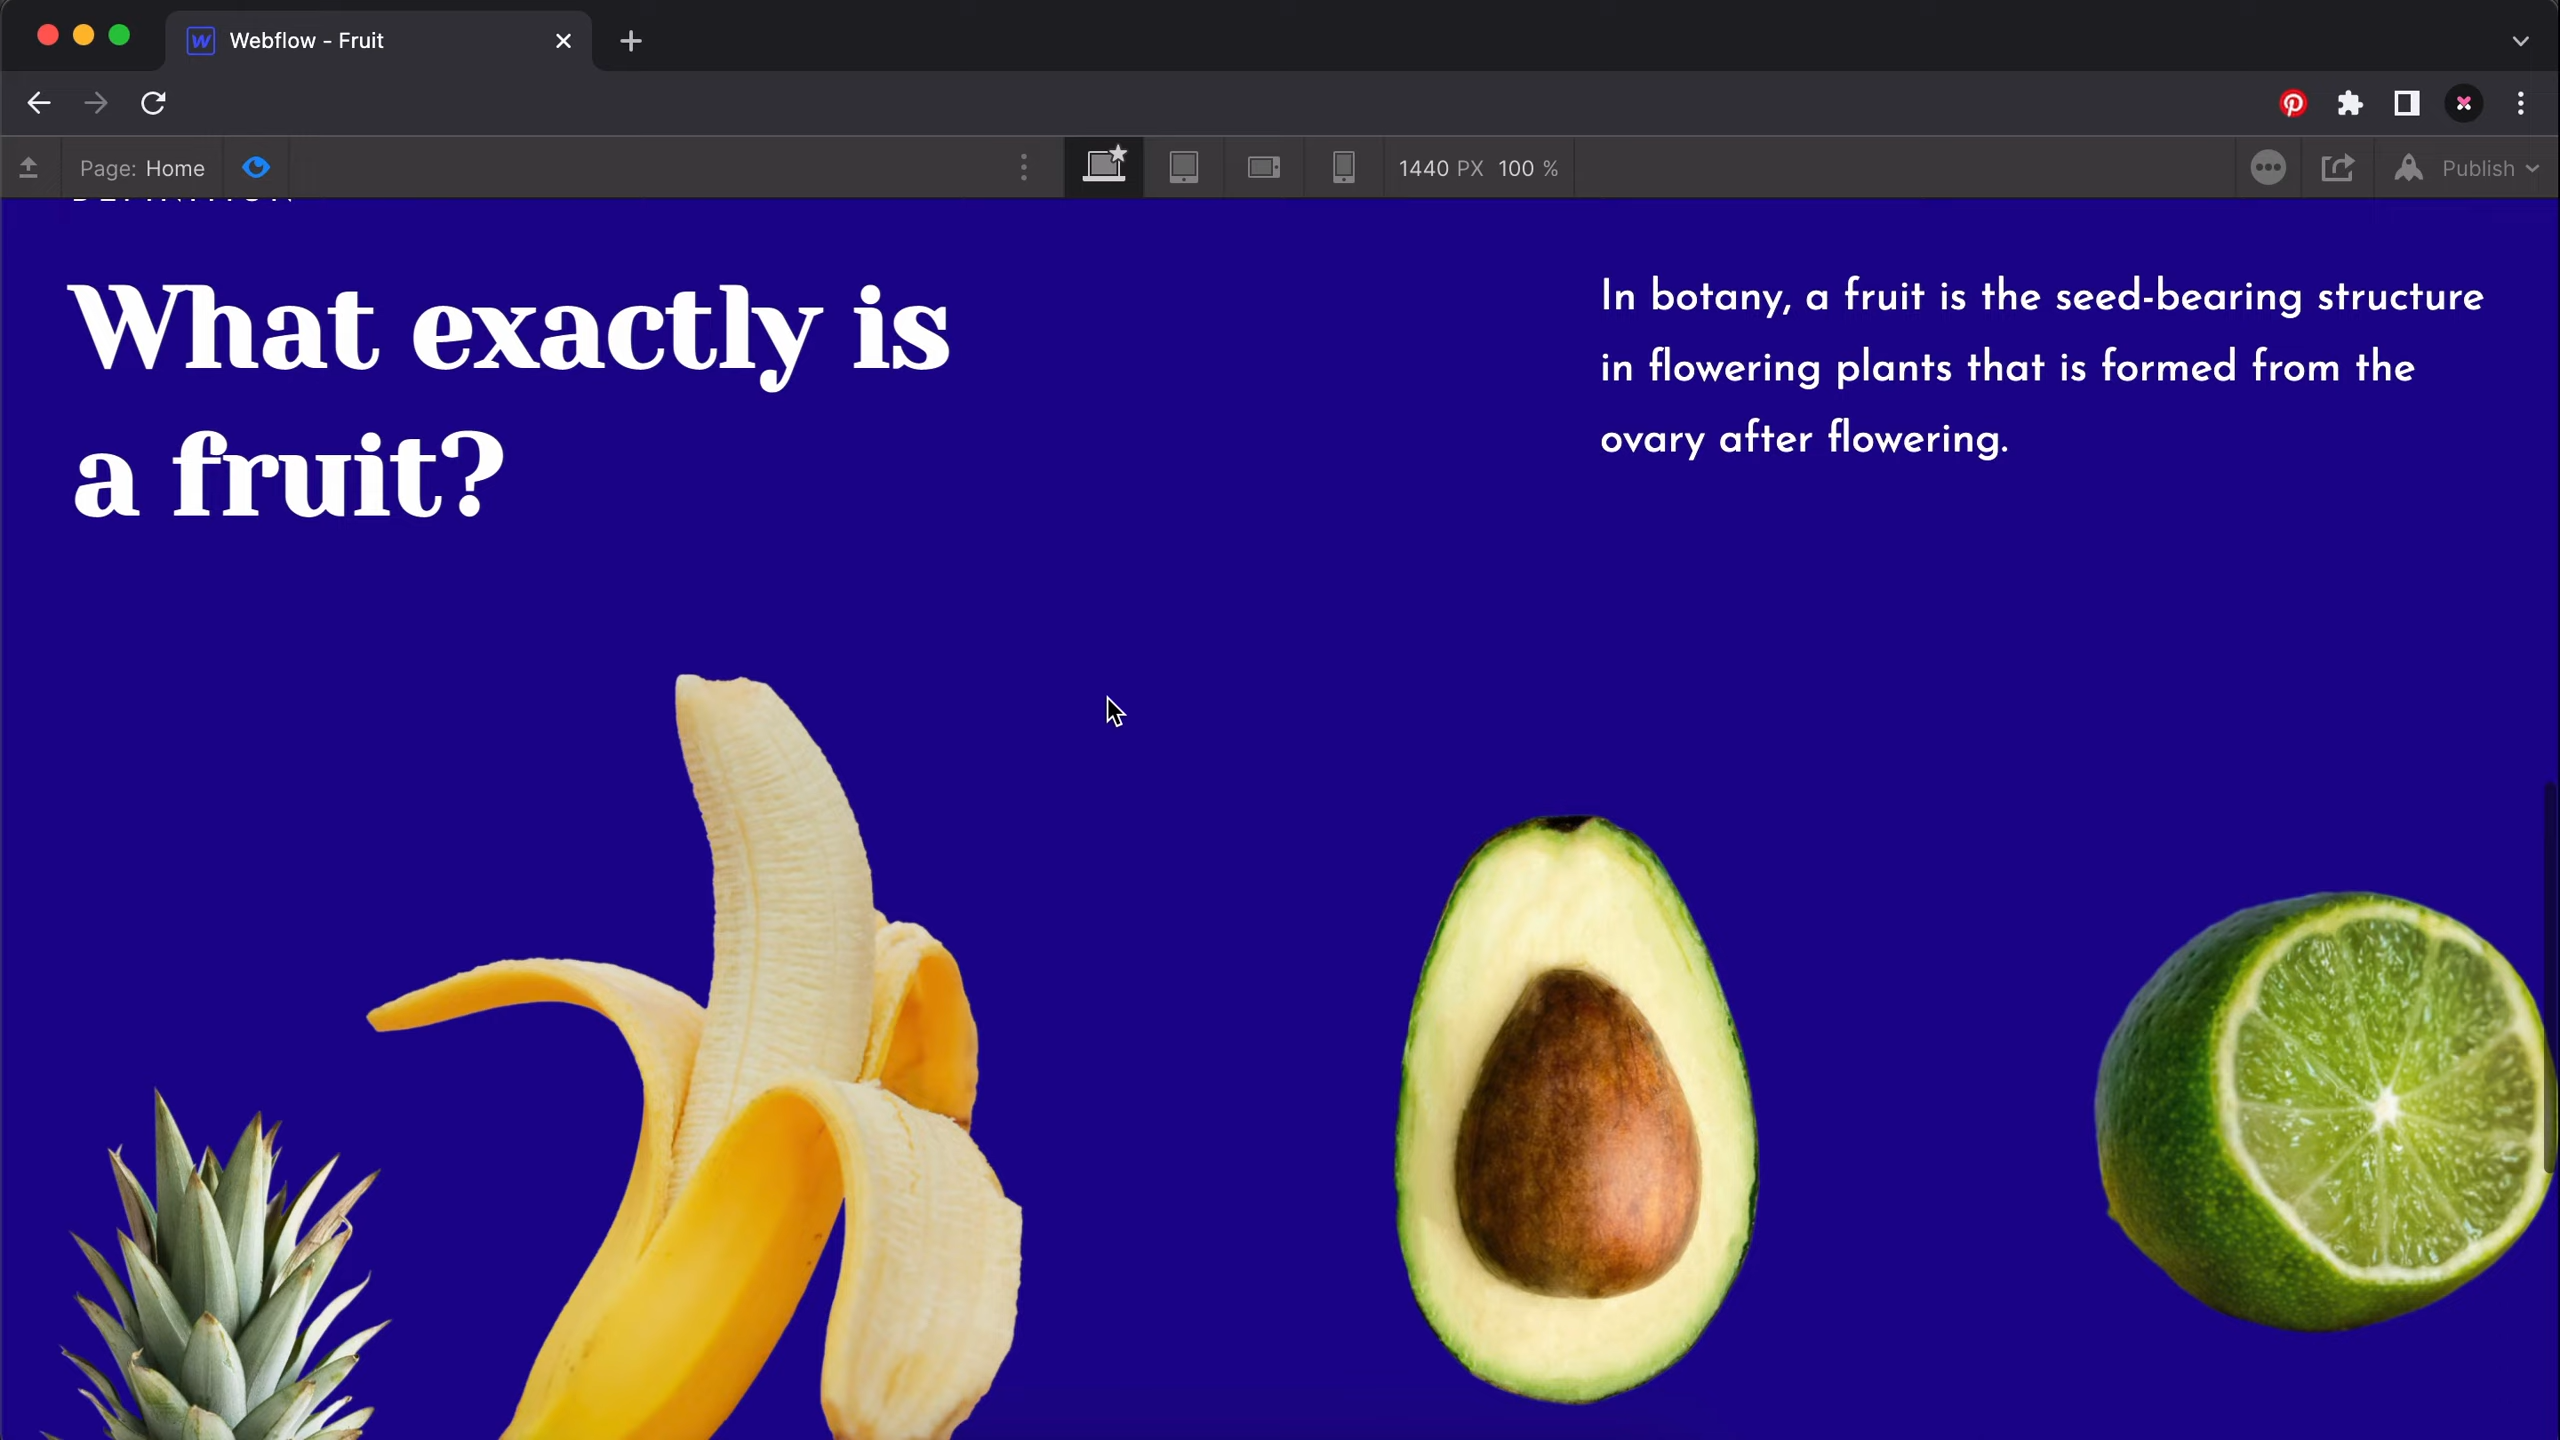 Webflow - Fruit
Page: Home
1440 PX 100 %
Publish
DEFINITION
What exactly is
a fruit?
In botany, a fruit is the seed-bearing structure
in flowering plants that is formed from the
ovary after flowering.